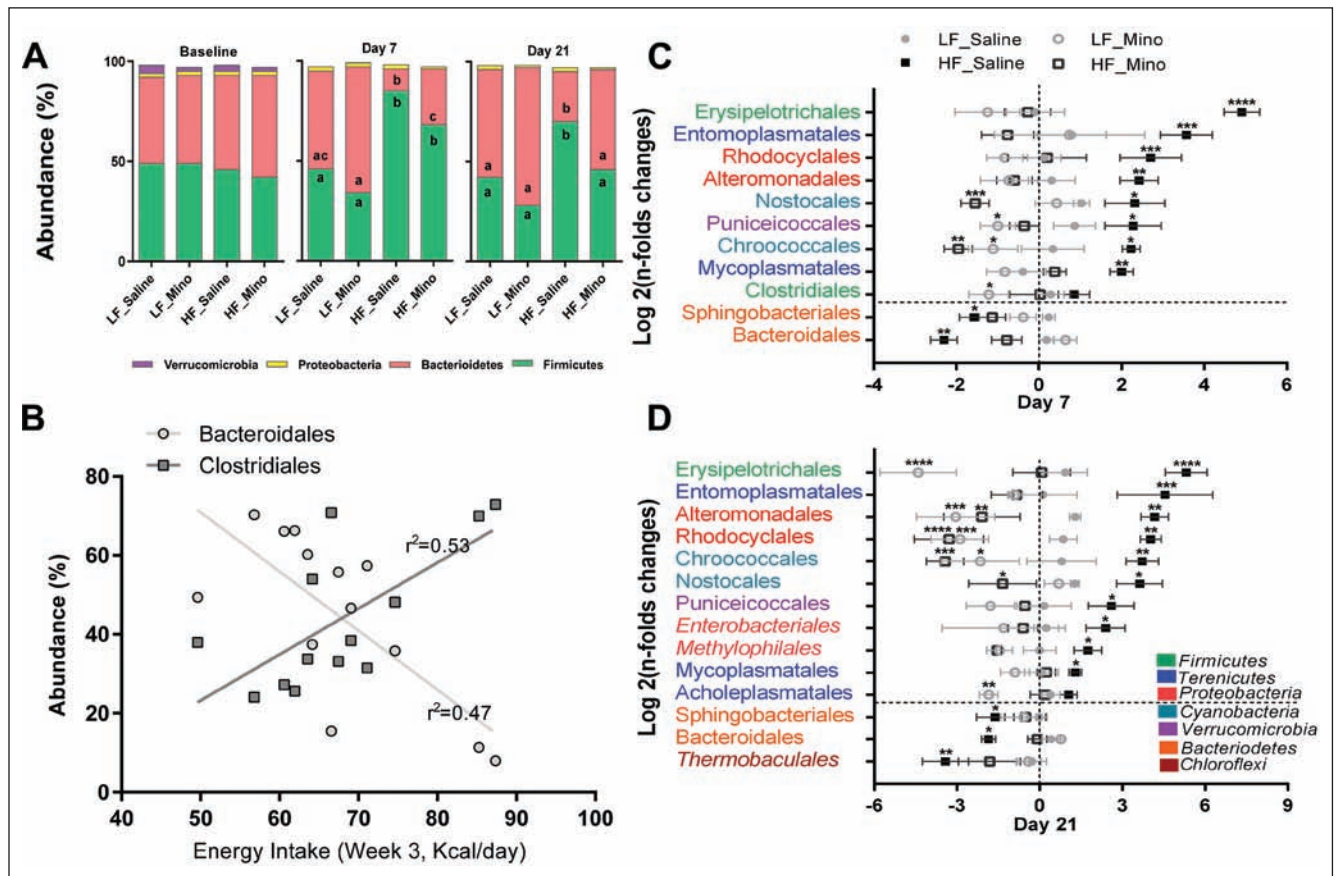 A
Baseline
Day 7
Day 21
Abundance (%)
100
50
0
ac
a
a
a
b
b
c
b
a
a
a
a
b
b
a
a
LF_Saline
LF_Mino
HF_Saline
HF_Mino
LF_Saline
LF_Mino
HF_Saline
HF_Mino
LF_Saline
LF_Mino
HF_Saline
HF_Mino
Verrucomicrobia
Proteobacteria
Bacterioidetes
Firmicutes
B
Bacteroidales
Clostridiales
Abundance (%)
80
60
40
20
0
r²=0.53
r²=0.47
40 50 60 70 80 90 100
Energy Intake (Week 3, Kcal/day)
C
LF_Saline
LF_Mino
HF_Saline
HF_Mino
Log 2(n-folds changes)
Erysipelotrichales ****
Entomoplasmatales ***
Rhodocyclales ***
Alteromonadales **
Nostocales *** *
Puniceicoccales * *
Chroococcales ** * *
Mycoplasmatales **
Clostridiales *
Sphingobacteriales *
Bacteroidales **
-4 -2 0 2 4 6
Day 7
D
Log 2(n-folds changes)
Erysipelotrichales **** ****
Entomoplasmatales ***
Alteromonadales *** ** **
Rhodocyclales **** *** **
Chroococcales *** * **
Nostocales * **
Puniceicoccales *
Enterobacteriales *
Methylophilales *
Mycoplasmatales *
Acholeplasmatales **
Sphingobacteriales *
Bacteroidales *
Thermobaculales **
Firmicutes
Terenicutes
Proteobacteria
Cyanobacteria
Verrucomicrobia
Bacteriodetes
Chloroflexi
-6 -3 0 3 6 9
Day 21